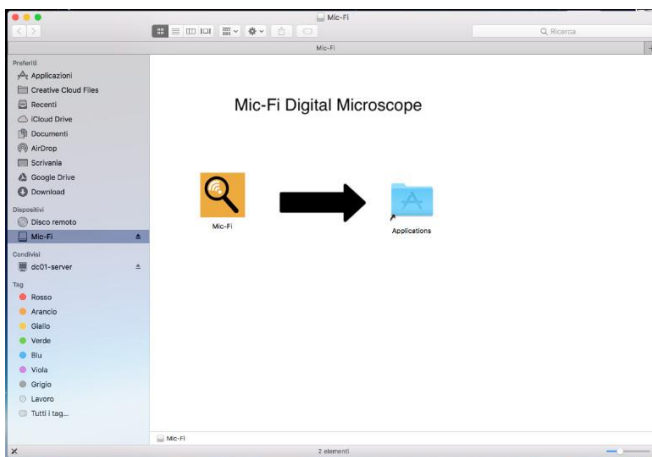 Mic-Fi
Ricerca
Mic-Fi
Preferiti
Applicazioni
Creative Cloud Files
Recenti
iCloud Drive
Documenti
AirDrop
Scrivania
Google Drive
Download
Dispositivi
Disco remoto
Mic-Fi
Condivisi
dc01-server
Tag
Rosso
Arancio
Giallo
Verde
Blu
Viola
Grigio
Lavoro
Tutti i tag...
Mic-Fi Digital Microscope
Mic-Fi
Applications
Mic-Fi
2 elementi